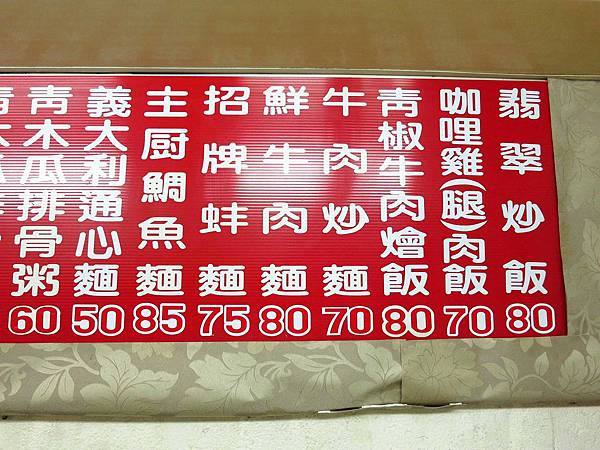 翡翠炒飯80
咖哩雞(腿)肉飯70
青椒牛肉燴飯80
牛肉炒麵70
鮮牛肉麵80
招牌蚌麵75
主厨鯛魚麵85
義大利通心麵50
青木瓜排骨粥60